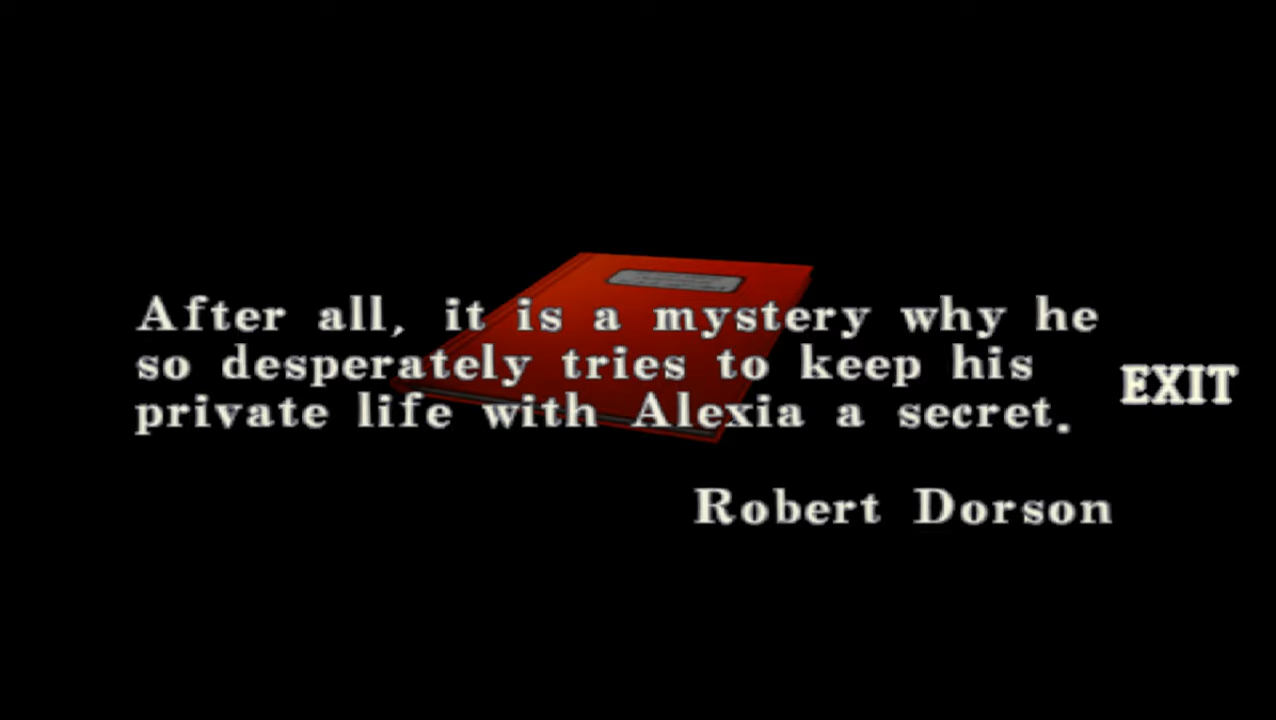 After all, it is a mystery why he
so desperately tries to keep his
private life with Alexia a secret.
EXIT
Robert Dorson